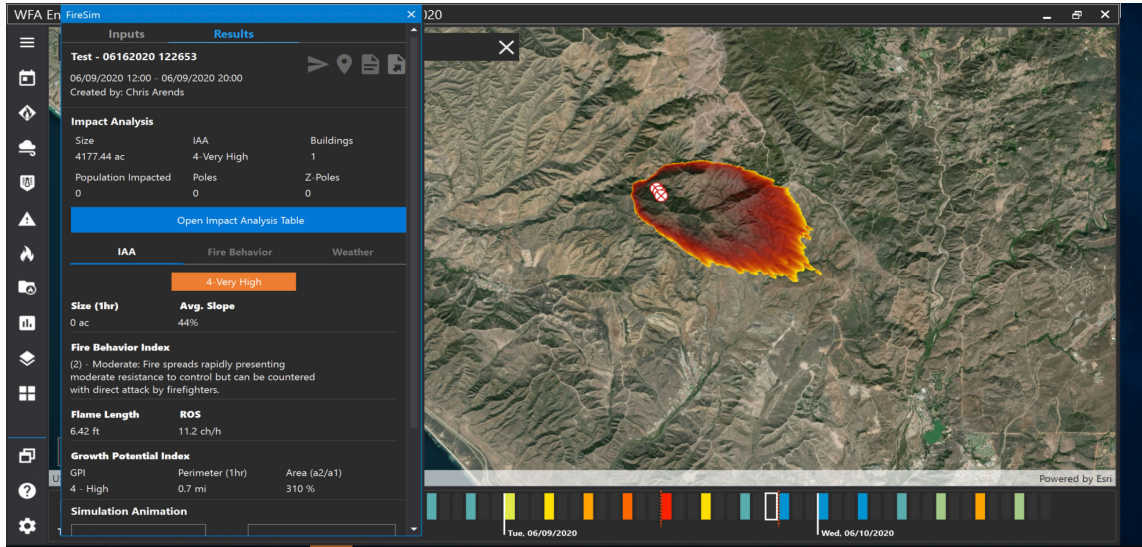 WFA En
FireSim
020
Inputs Results
Test - 06162020 122653
06/09/2020 12:00 - 06/09/2020 20:00
Created by: Chris Arends
Impact Analysis
Size IAA Buildings
4177.44 ac 4-Very High 1
Population Impacted Poles Z-Poles
0 0 0
Open Impact Analysis Table
IAA Fire Behavior Weather
4-Very High
Size (1hr) Avg. Slope
0 ac 44%
Fire Behavior Index
(2) - Moderate: Fire spreads rapidly presenting
moderate resistance to control but can be countered
with direct attack by firefighters.
Flame Length ROS
6.42 ft 11.2 ch/h
Growth Potential Index
GPI Perimeter (1hr) Area (a2/a1)
4 - High 0.7 mi 310 %
Simulation Animation
Powered by Esri
Tue, 06/09/2020 Wed, 06/10/2020